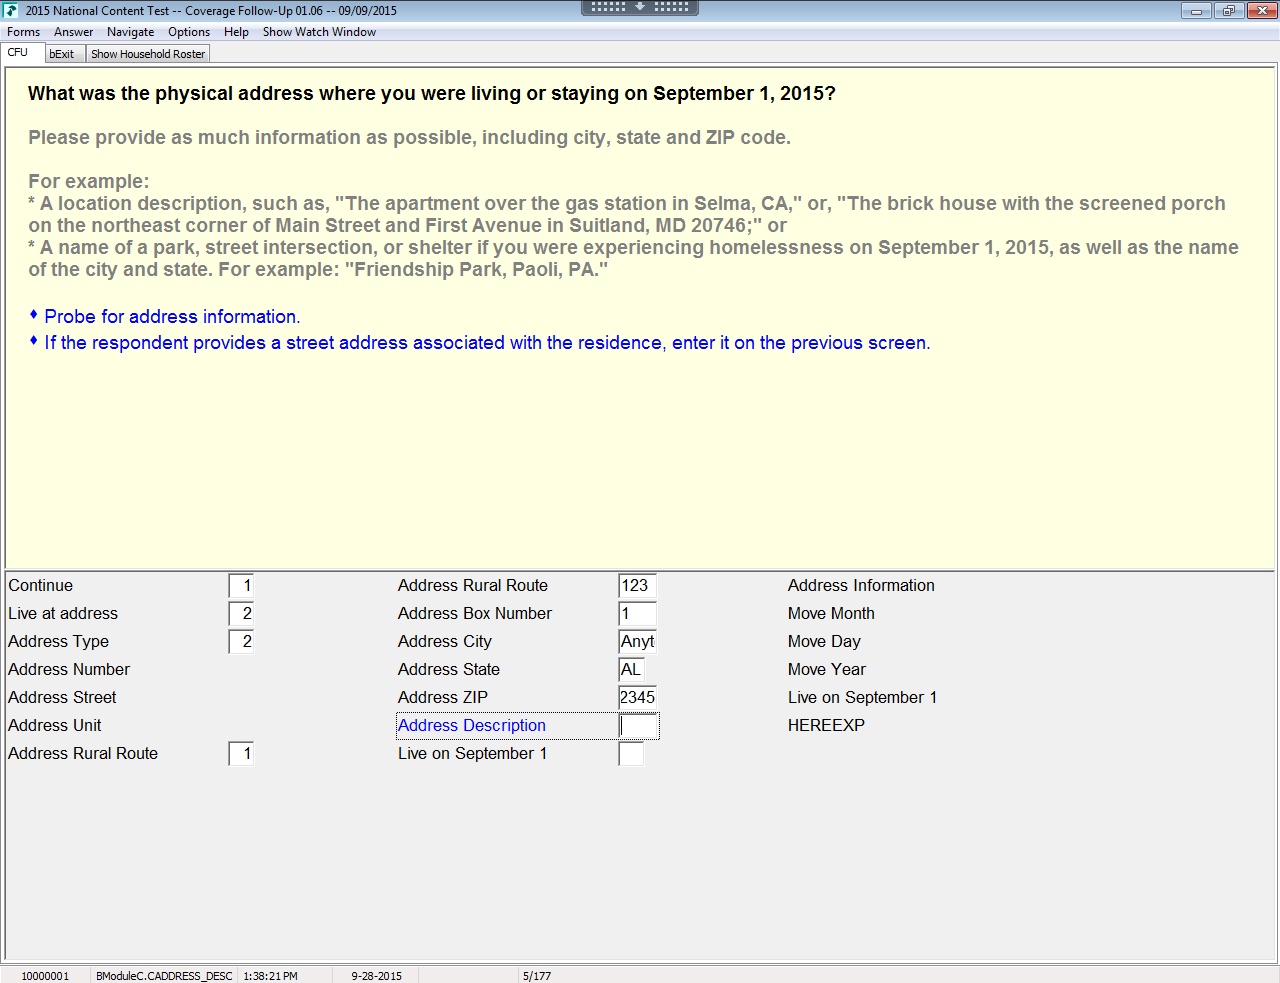 2015 National Content Test -- Coverage Follow-Up 01.06 -- 09/09/2015
Forms Answer Navigate Options Help Show Watch Window
CFU bExit Show Household Roster
What was the physical address where you were living or staying on September 1, 2015?
Please provide as much information as possible, including city, state and ZIP code.
For example:
* A location description, such as, "The apartment over the gas station in Selma, CA," or, "The brick house with the screened porch
on the northeast corner of Main Street and First Avenue in Suitland, MD 20746;" or
* A name of a park, street intersection, or shelter if you were experiencing homelessness on September 1, 2015, as well as the name
of the city and state. For example: "Friendship Park, Paoli, PA."
♦ Probe for address information.
♦ If the respondent provides a street address associated with the residence, enter it on the previous screen.
Continue 1 Address Rural Route 123 Address Information
Live at address 2 Address Box Number 1 Move Month
Address Type 2 Address City Anyt Move Day
Address Number Address State AL Move Year
Address Street Address ZIP 2345 Live on September 1
Address Unit Address Description HEREEXP
Address Rural Route 1 Live on September 1
10000001 BModuleC.CADDRESS_DESC 1:38:21 PM 9-28-2015 5/177